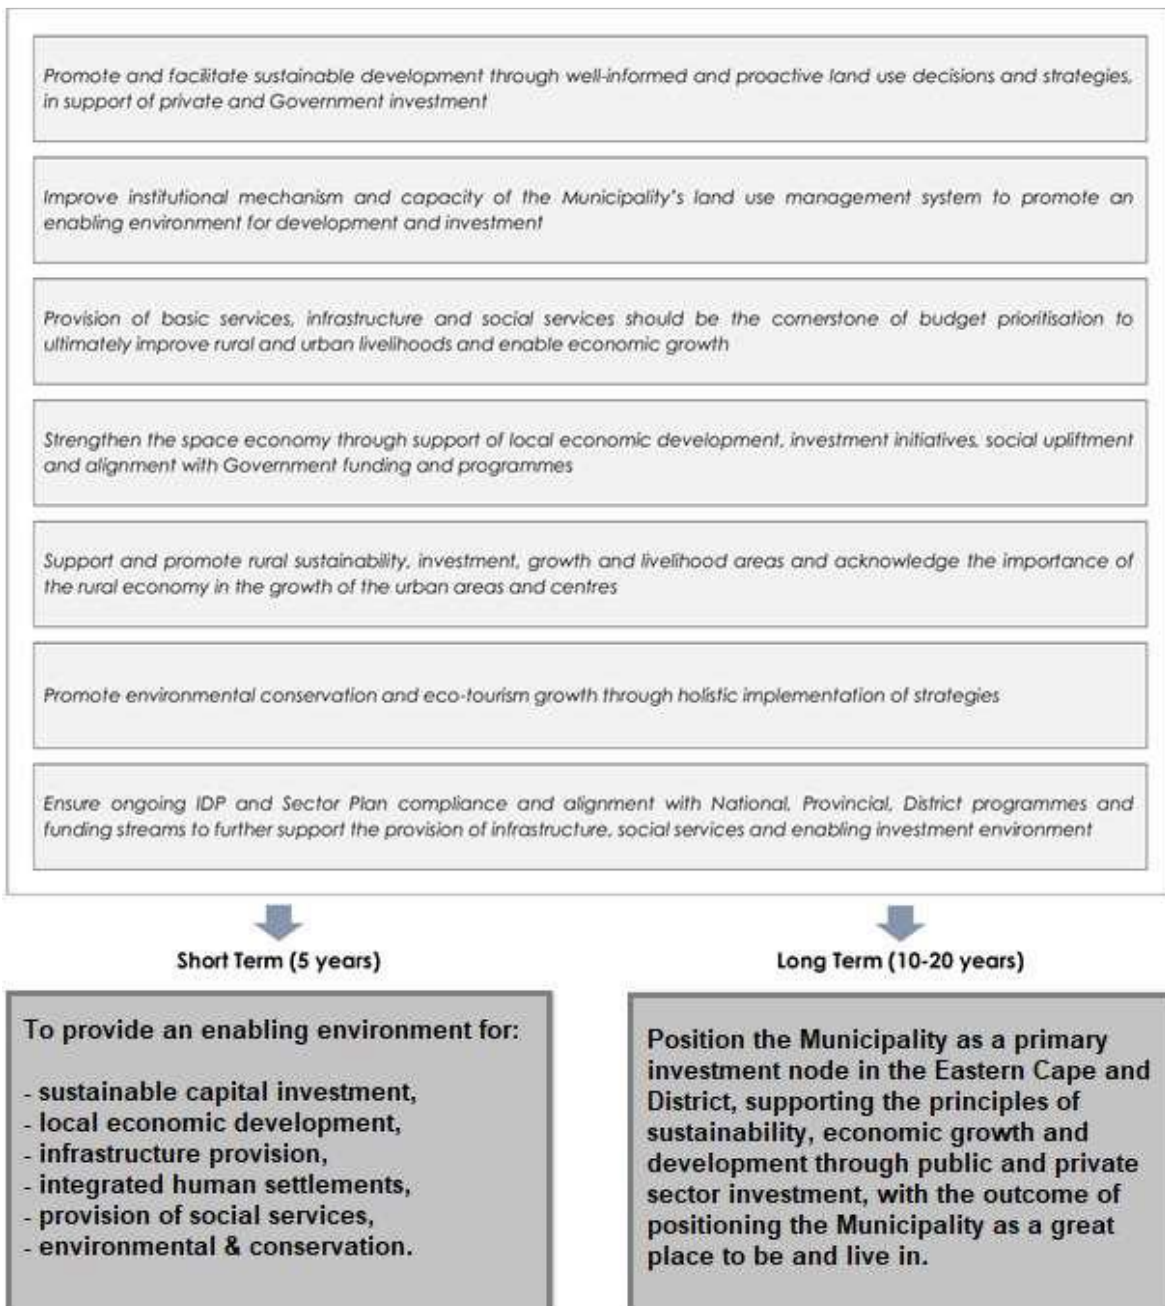 Promote and facilitate sustainable development through well-informed and proactive land use decisions and strategies,
in support of private and Government investment
Improve institutional mechanism and capacity of the Municipality's land use management system to promote an
enabling environment for development and investment
Provision of basic services, infrastructure and social services should be the cornerstone of budget prioritisation to
ultimately improve rural and urban livelihoods and enable economic growth
Strengthen the space economy through support of local economic development, investment initiatives, social upliftment
and alignment with Government funding and programmes
Support and promote rural sustainability, investment, growth and livelihood areas and acknowledge the importance of
the rural economy in the growth of the urban areas and centres
Promote environmental conservation and eco-tourism growth through holistic implementation of strategies
Ensure ongoing IDP and Sector Plan compliance and alignment with National, Provincial, District programmes and
funding streams to further support the provision of infrastructure, social services and enabling investment environment
Short Term (5 years)
To provide an enabling environment for:
- sustainable capital investment,
- local economic development,
- infrastructure provision,
- integrated human settlements,
- provision of social services,
- environmental & conservation.
Long Term (10-20 years)
Position the Municipality as a primary
investment node in the Eastern Cape and
District, supporting the principles of
sustainability, economic growth and
development through public and private
sector investment, with the outcome of
positioning the Municipality as a great
place to be and live in.